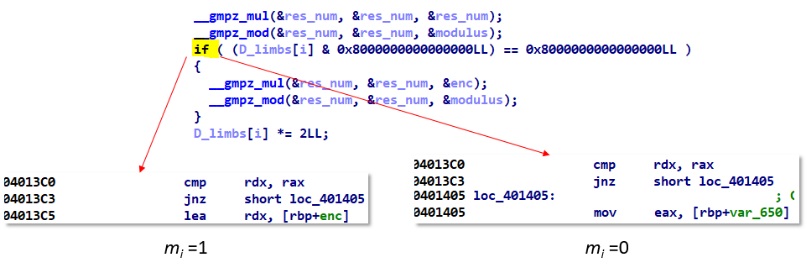 __gmpz_mul(&res_num, &res_num, &res_num);
__gmpz_mod(&res_num, &res_num, &modulus);
if ( (D_limbs[i] & 0x8000000000000000LL) == 0x8000000000000000LL )
{
__gmpz_mul(&res_num, &res_num, &enc);
__gmpz_mod(&res_num, &res_num, &modulus);
}
D_limbs[i] *= 2LL;
04013C0 cmp rdx, rax
04013C3 jnz short loc_401405
04013C5 lea rdx, [rbp+enc]
mi =1
04013C0 cmp rdx, rax
04013C3 jnz short loc_401405
0401405 loc_401405: ; C
0401405 mov eax, [rbp+var_650]
mi =0